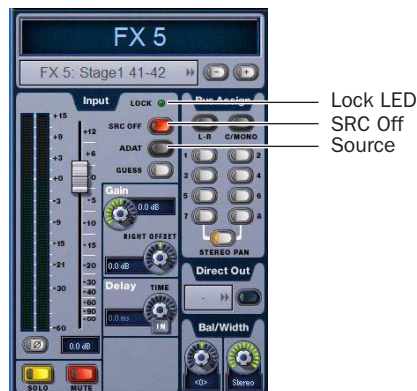 FX 5
FX 5: Stage1 41-42
Input
LOCK
Bus Assign
Lock LED
SRC OFF
L-R
C/MONO
SRC Off
ADAT
Source
GUESS
+15
+9
+3
+0
-3
-9
-15
-21
-30
-60
+12
+6
0
-5
-10
-15
-20
-30
-40
-60
-90
-∞
1
2
3
4
5
6
7
8
STEREO PAN
Gain
0.0 dB
RIGHT OFFSET
0.0 dB
Direct Out
-
Delay
TIME
0.0 ms
IN
Bal/Width
<0>
Stereo
Ø
0.0 dB
SOLO
MUTE